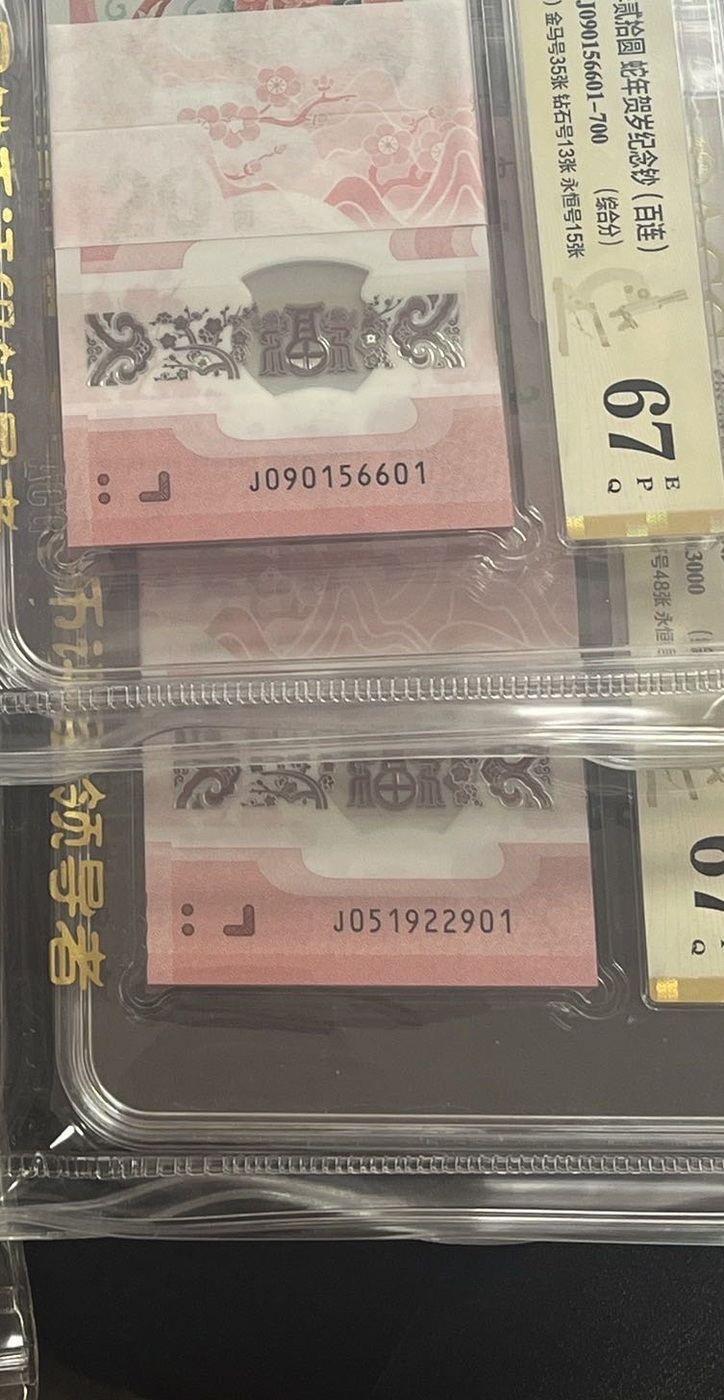 贰拾圆 蛇年贺岁纪念钞（百连）
J090156601-700 （综合分）
金马号35张 钻石号13张 永恒号15张
67
E
P
Q
J090156601
3000
号48张 永恒
领导者
67
Q
J051922901